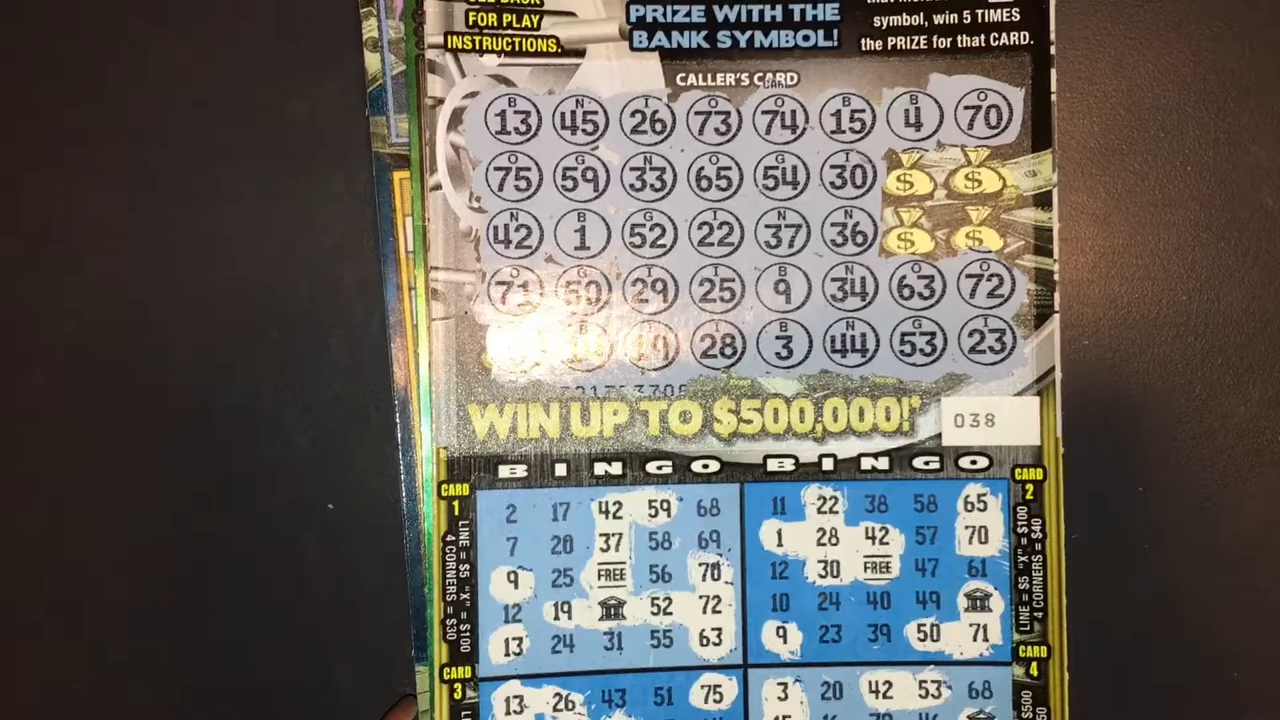 FOR PLAY
INSTRUCTIONS.
PRIZE WITH THE
BANK SYMBOL!
symbol, win 5 TIMES
the PRIZE for that CARD.
CALLER'S CARD
B N I O O B B O
13 45 26 73 74 15 4 70
O G N O G I
75 59 33 65 54 30 $ $
N B G I N N
42 1 52 22 37 36 $ $
O G I I B N O O
71 50 29 25 9 34 63 72
I B N G I
19 28 3 44 53 23
WIN UP TO $500,000!*
038
B I N G O B I N G O
CARD 1
LINE = $5 "X" = $100
4 CORNERS = $30
2 17 42 59 68
7 20 37 58 69
9 25 FREE 56 70
12 19 52 72
13 24 31 55 63
CARD 2
LINE = $5 "X" = $100
4 CORNERS = $40
11 22 38 58 65
1 28 42 57 70
12 30 FREE 47 61
10 24 40 49
9 23 39 50 71
CARD 3
13 26 43 51 75
CARD 4
3 20 42 53 68